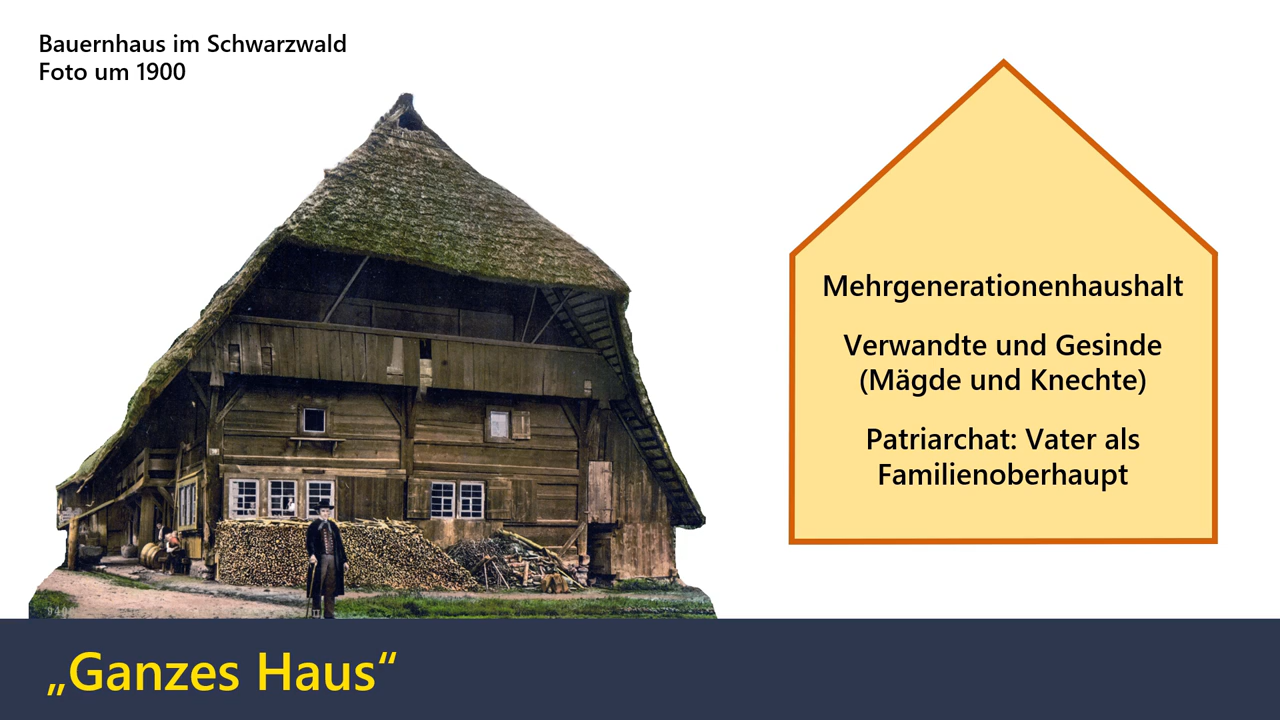 Bauernhaus im Schwarzwald
Foto um 1900
Mehrgenerationenhaushalt
Verwandte und Gesinde
(Mägde und Knechte)
Patriarchat: Vater als
Familienoberhaupt
„Ganzes Haus“